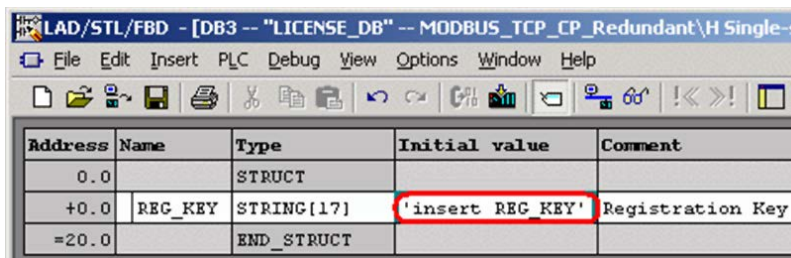 LAD/STL/FBD - [DB3 -- "LICENSE_DB" -- MODBUS_TCP_CP_Redundant\H Single-
File Edit Insert PLC Debug View Options Window Help
Address Name Type Initial value Comment
0.0 STRUCT
+0.0 REG_KEY STRING[17] 'insert REG_KEY' Registration Key
=20.0 END_STRUCT